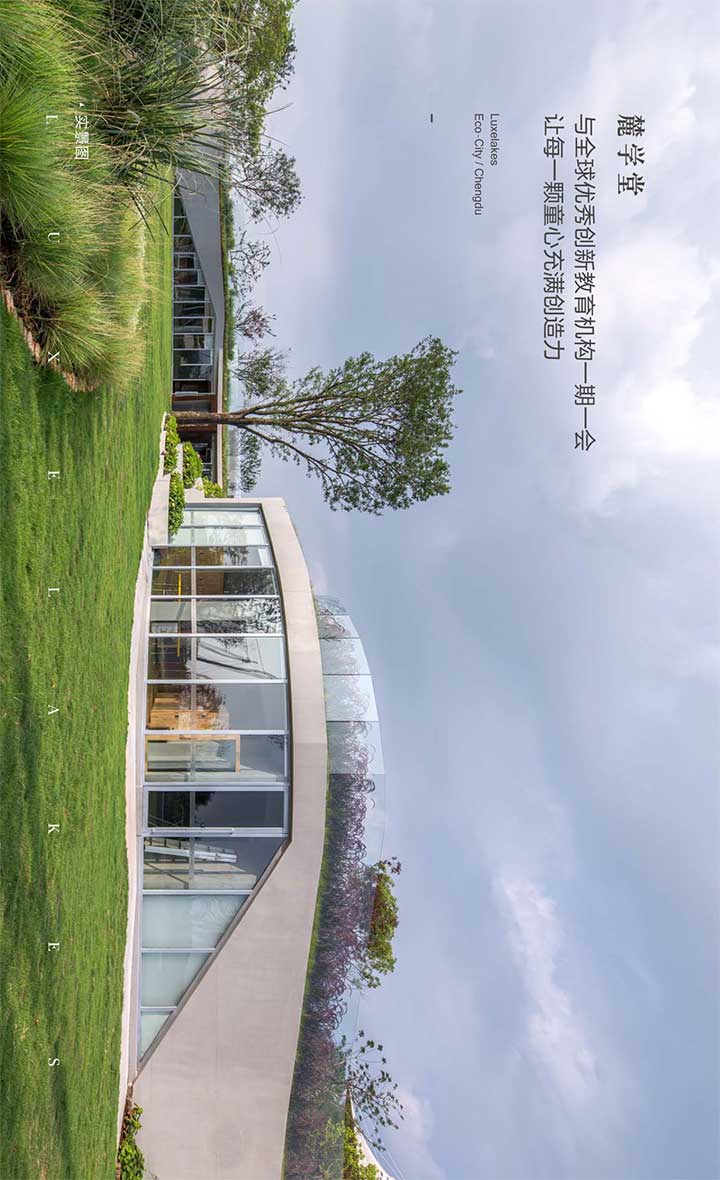 麓学堂
与全球优秀创新教育机构一期一会
让每一颗童心充满创造力
Luxelakes
Eco-City / Chengdu
实景图
LUXELAKES